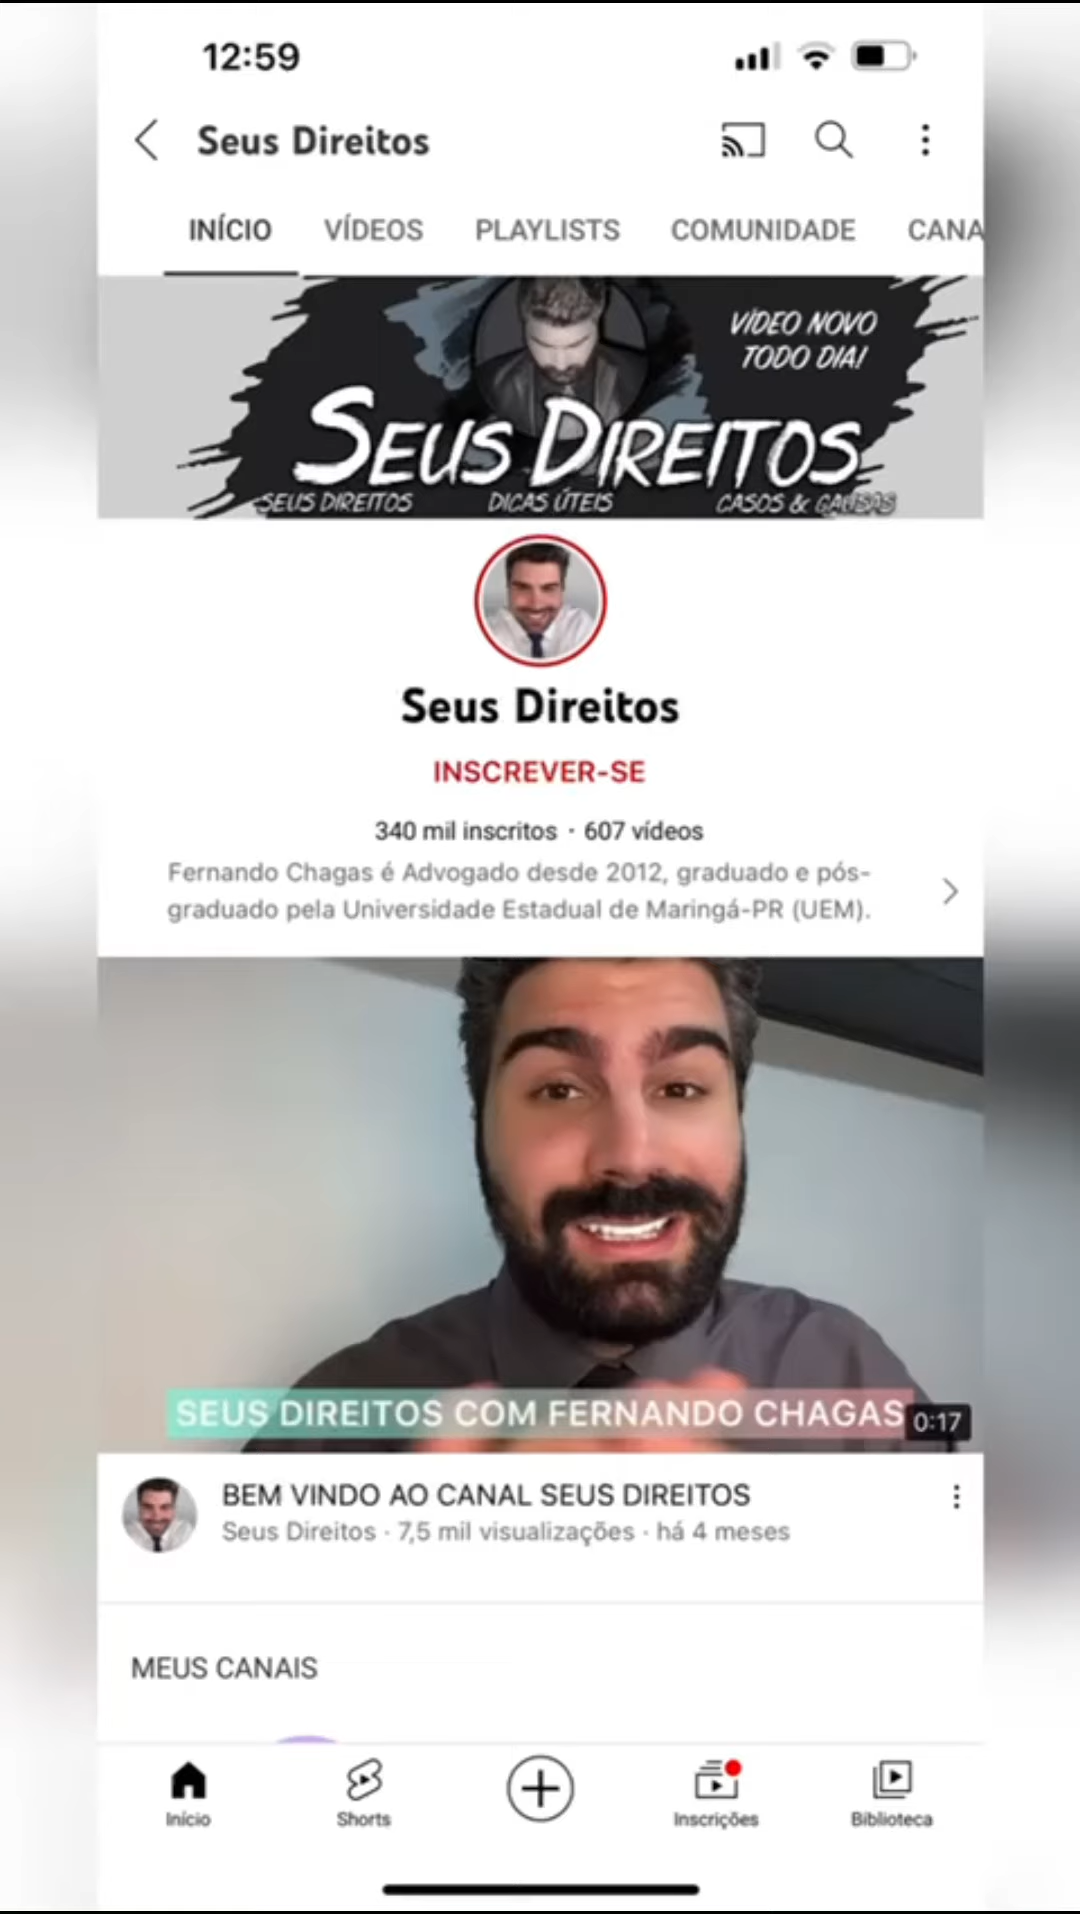 12:59
Seus Direitos
INÍCIO VÍDEOS PLAYLISTS COMUNIDADE CANA
VÍDEO NOVO
TODO DIA!
SEUS DIREITOS
SEUS DIREITOS DICAS ÚTEIS CASOS & CAUSAS
Seus Direitos
INSCREVER-SE
340 mil inscritos · 607 vídeos
Fernando Chagas é Advogado desde 2012, graduado e pós-
graduado pela Universidade Estadual de Maringá-PR (UEM).
SEUS DIREITOS COM FERNANDO CHAGAS
0:17
BEM VINDO AO CANAL SEUS DIREITOS
Seus Direitos · 7,5 mil visualizações · há 4 meses
MEUS CANAIS
Início Shorts Inscrições Biblioteca